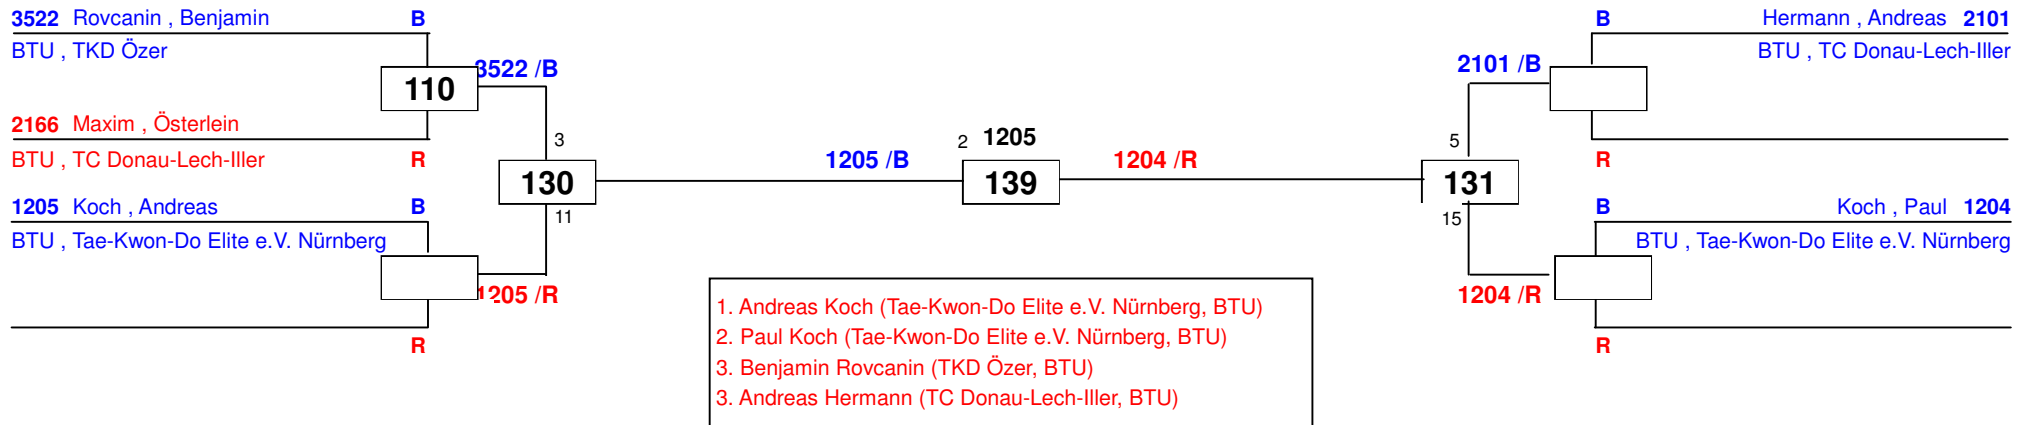 3522 Rovcanin , Benjamin B
BTU , TKD Özer
110
3522 /B
2166 Maxim , Österlein
BTU , TC Donau-Lech-Iller R
3
130
11
1205 Koch , Andreas B
BTU , Tae-Kwon-Do Elite e.V. Nürnberg
1205 /R
R
1205 /B
2 1205
139
1204 /R
B Hermann , Andreas 2101
BTU , TC Donau-Lech-Iller
2101 /B
R
5
131
15
B Koch , Paul 1204
BTU , Tae-Kwon-Do Elite e.V. Nürnberg
1204 /R
R
1. Andreas Koch (Tae-Kwon-Do Elite e.V. Nürnberg, BTU)
2. Paul Koch (Tae-Kwon-Do Elite e.V. Nürnberg, BTU)
3. Benjamin Rovcanin (TKD Özer, BTU)
3. Andreas Hermann (TC Donau-Lech-Iller, BTU)